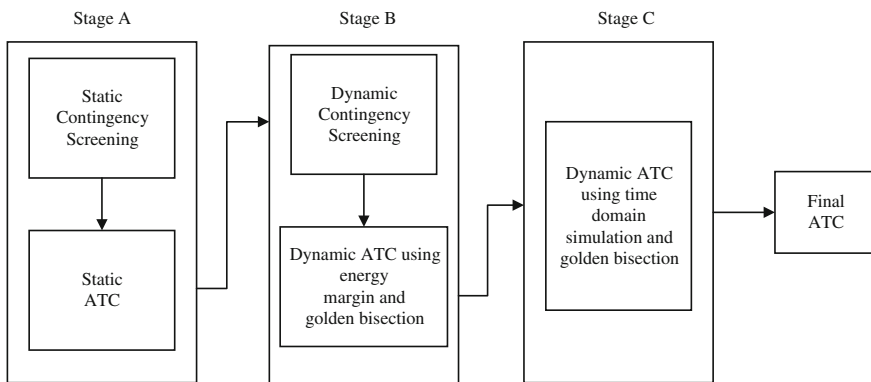 Stage A
Static
Contingency
Screening
Static
ATC
Stage B
Dynamic
Contingency
Screening
Dynamic ATC using
energy
margin and
golden bisection
Stage C
Dynamic ATC
using time
domain
simulation and
golden bisection
Final
ATC